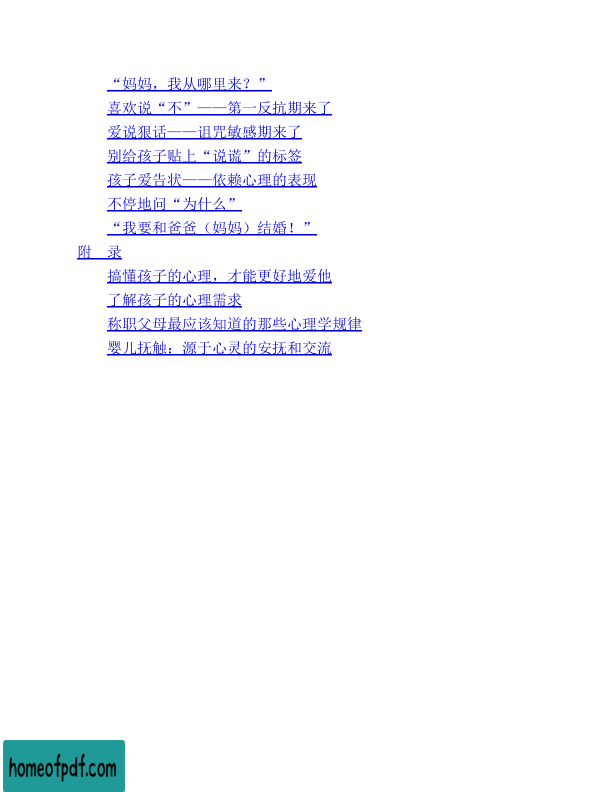 “妈妈，我从哪里来？”
喜欢说“不”——第一反抗期来了
爱说狠话——诅咒敏感期来了
别给孩子贴上“说谎”的标签
孩子爱告状——依赖心理的表现
不停地问“为什么”
“我要和爸爸（妈妈）结婚！”
附　录
搞懂孩子的心理，才能更好地爱他
了解孩子的心理需求
称职父母最应该知道的那些心理学规律
婴儿抚触：源于心灵的安抚和交流
homeofpdf.com